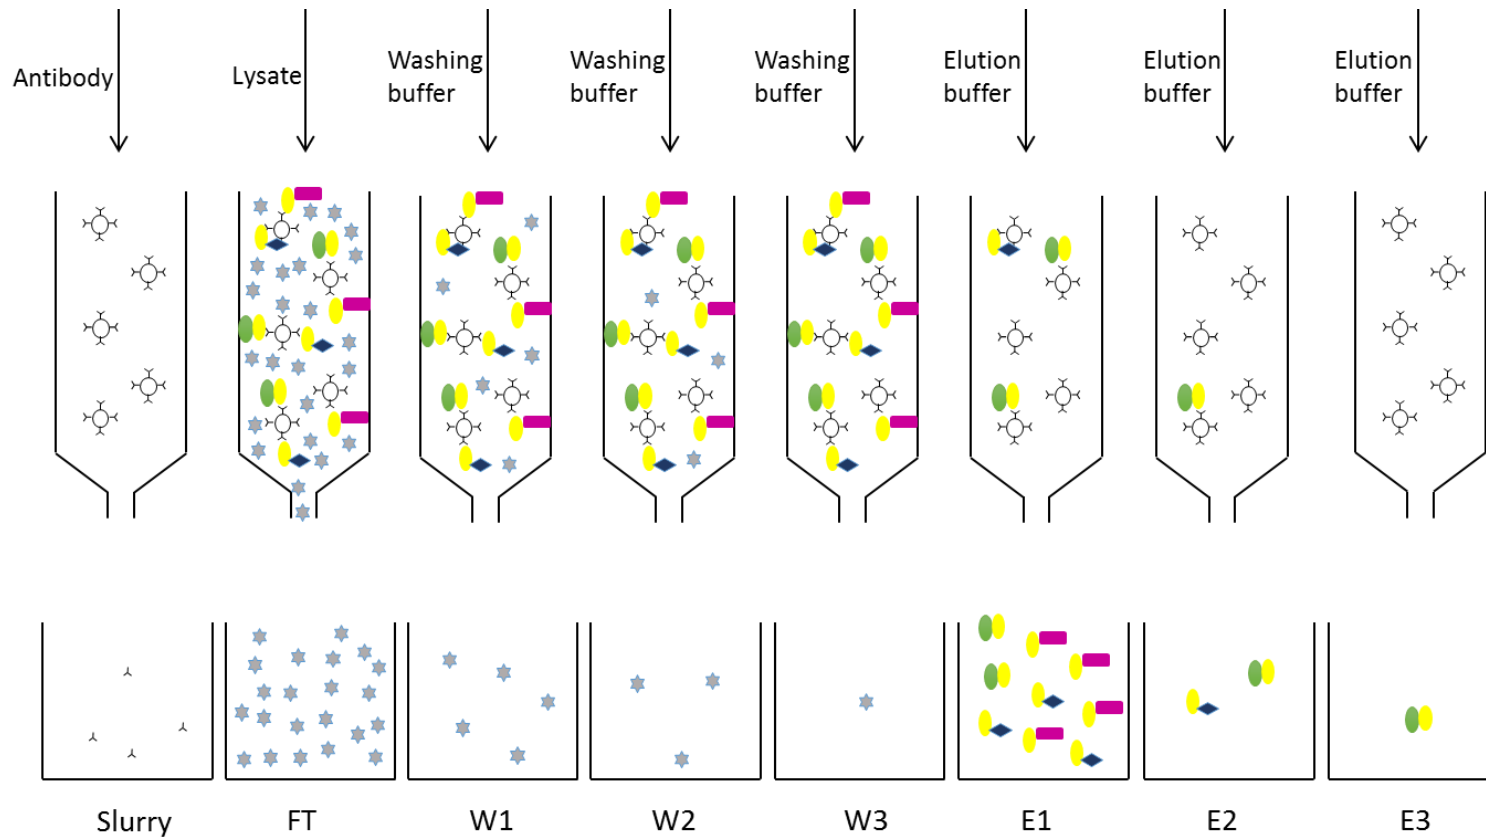 Antibody
Lysate
Washing
buffer
Washing
buffer
Washing
buffer
Elution
buffer
Elution
buffer
Elution
buffer
Slurry
FT
W1
W2
W3
E1
E2
E3